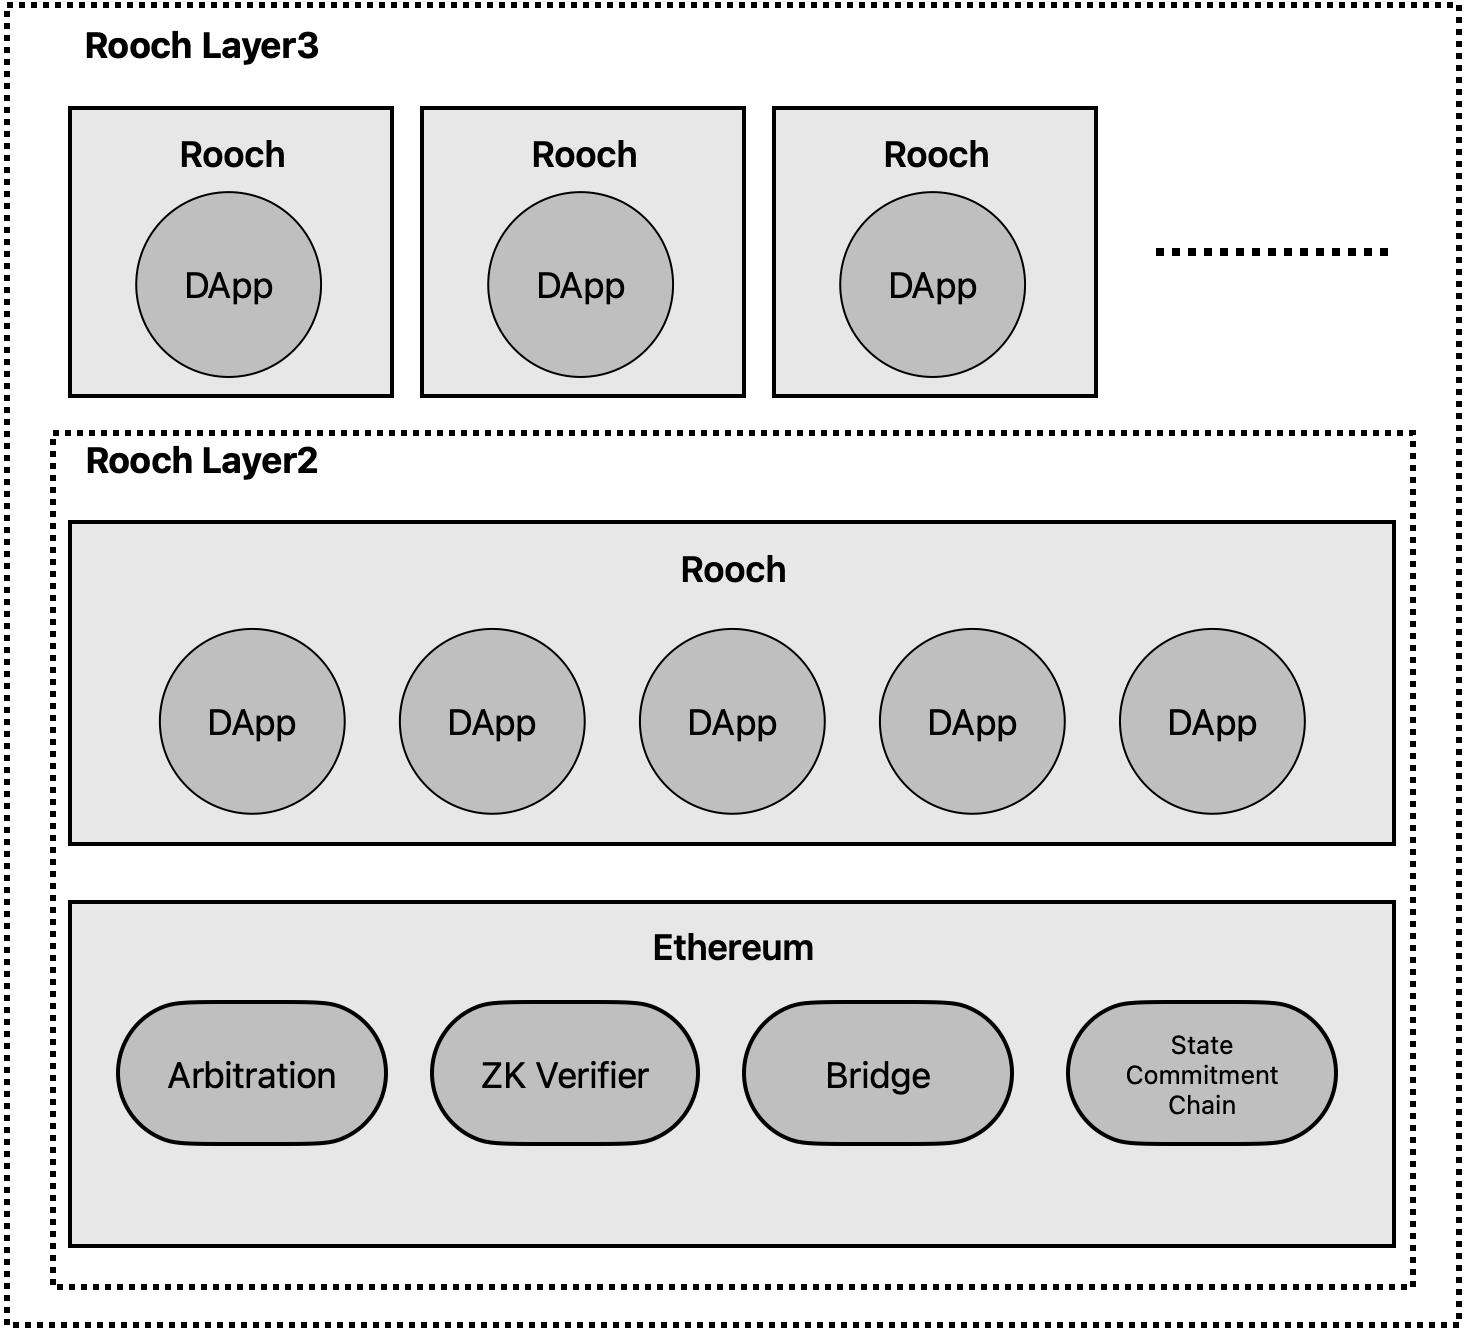 Rooch Layer3
Rooch
Rooch
Rooch
DApp
DApp
DApp
Rooch Layer2
Rooch
DApp
DApp
DApp
DApp
DApp
Ethereum
Arbitration
ZK Verifier
Bridge
State
Commitment
Chain